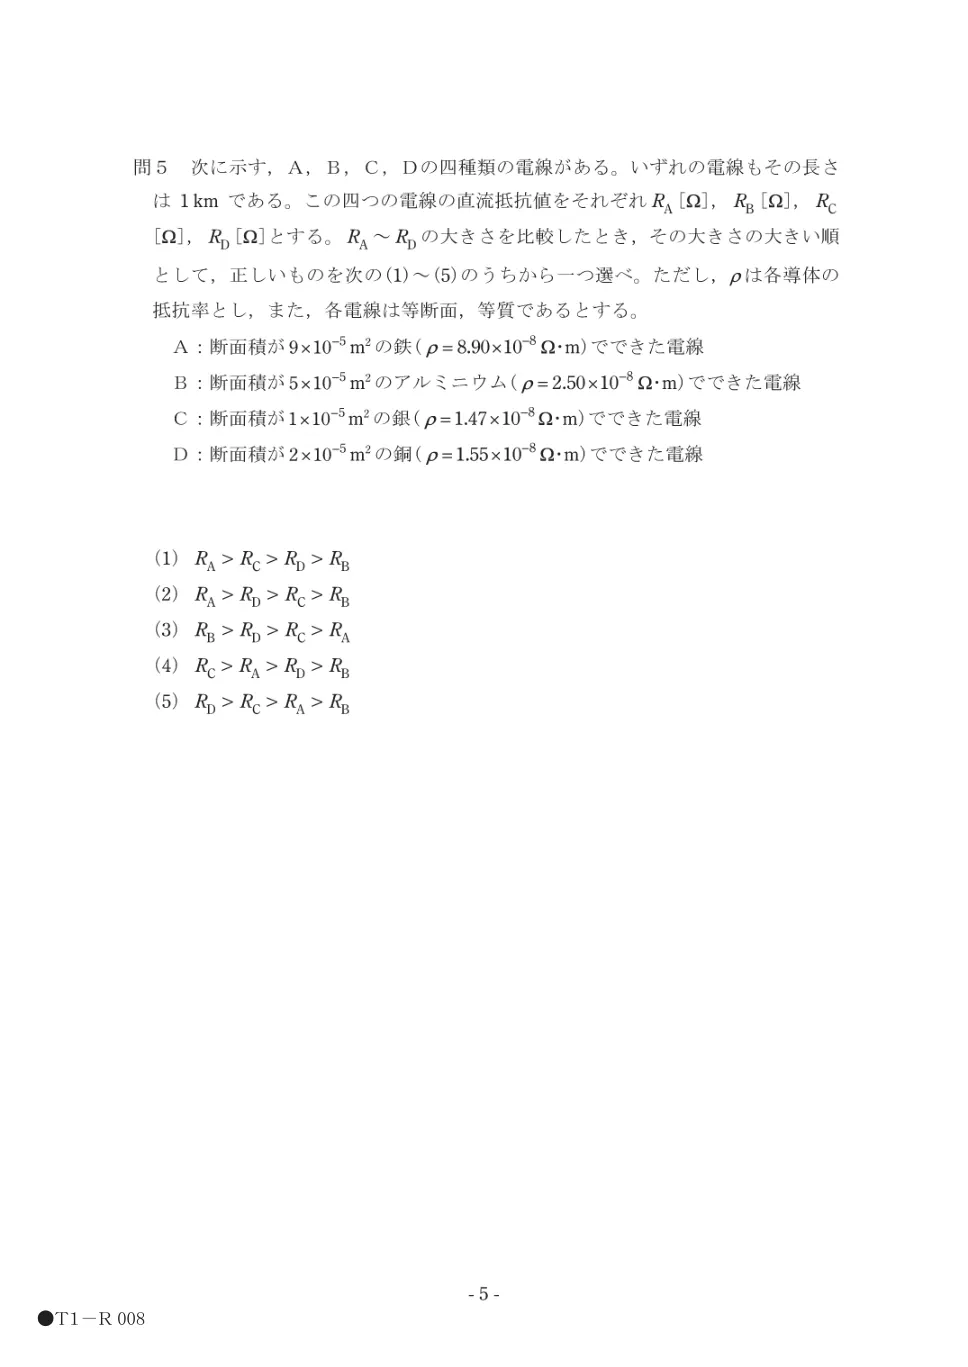 問５　次に示す，Ａ，Ｂ，Ｃ，Ｄの四種類の電線がある。いずれの電線もその長さ
は 1 km である。この四つの電線の直流抵抗値をそれぞれ R_A [Ω]，R_B [Ω]，R_C
[Ω]，R_D [Ω]とする。R_A ～ R_D の大きさを比較したとき，その大きさの大きい順
として，正しいものを次の(1)～(5)のうちから一つ選べ。ただし，ρは各導体の
抵抗率とし，また，各電線は等断面，等質であるとする。
Ａ：断面積が 9×10⁻⁵ m² の鉄(ρ=8.90×10⁻⁸ Ω･m)でできた電線
Ｂ：断面積が 5×10⁻⁵ m² のアルミニウム(ρ=2.50×10⁻⁸ Ω･m)でできた電線
Ｃ：断面積が 1×10⁻⁵ m² の銀(ρ=1.47×10⁻⁸ Ω･m)でできた電線
Ｄ：断面積が 2×10⁻⁵ m² の銅(ρ=1.55×10⁻⁸ Ω･m)でできた電線
(1) R_A > R_C > R_D > R_B
(2) R_A > R_D > R_C > R_B
(3) R_B > R_D > R_C > R_A
(4) R_C > R_A > R_D > R_B
(5) R_D > R_C > R_A > R_B
- 5 -
●T1－R 008